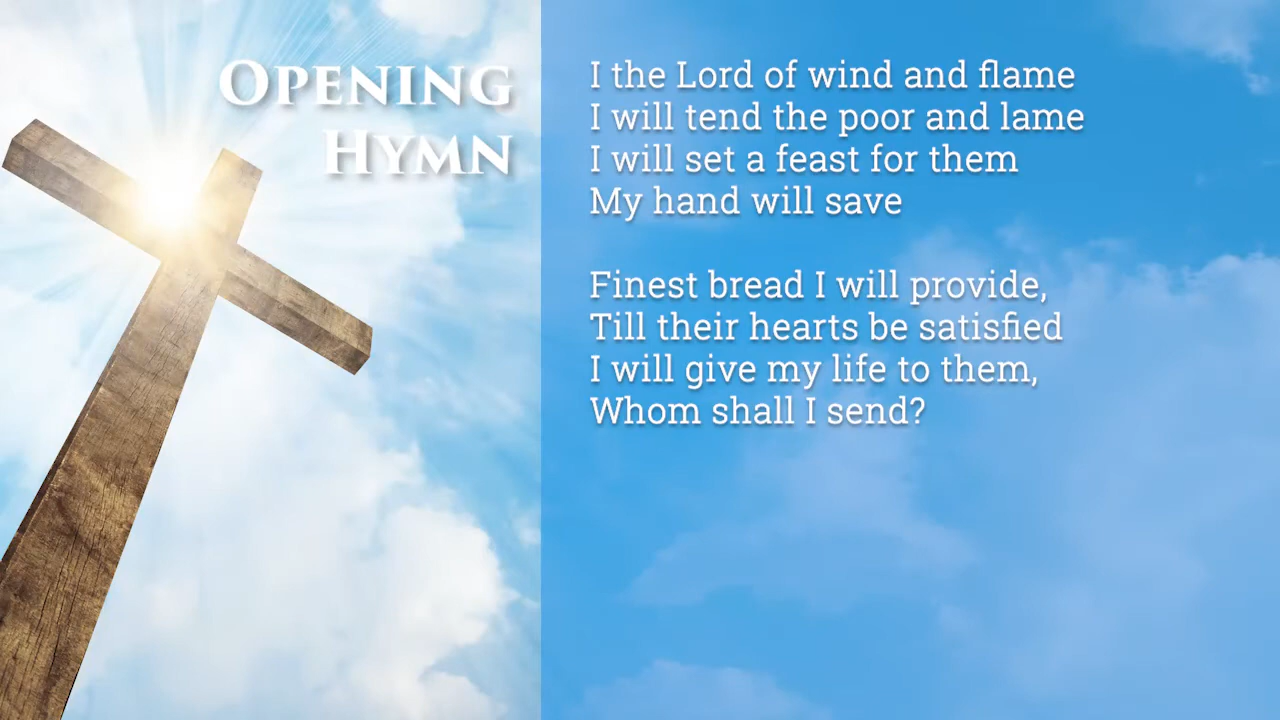 Opening
Hymn
I the Lord of wind and flame
I will tend the poor and lame
I will set a feast for them
My hand will save
Finest bread I will provide,
Till their hearts be satisfied
I will give my life to them,
Whom shall I send?